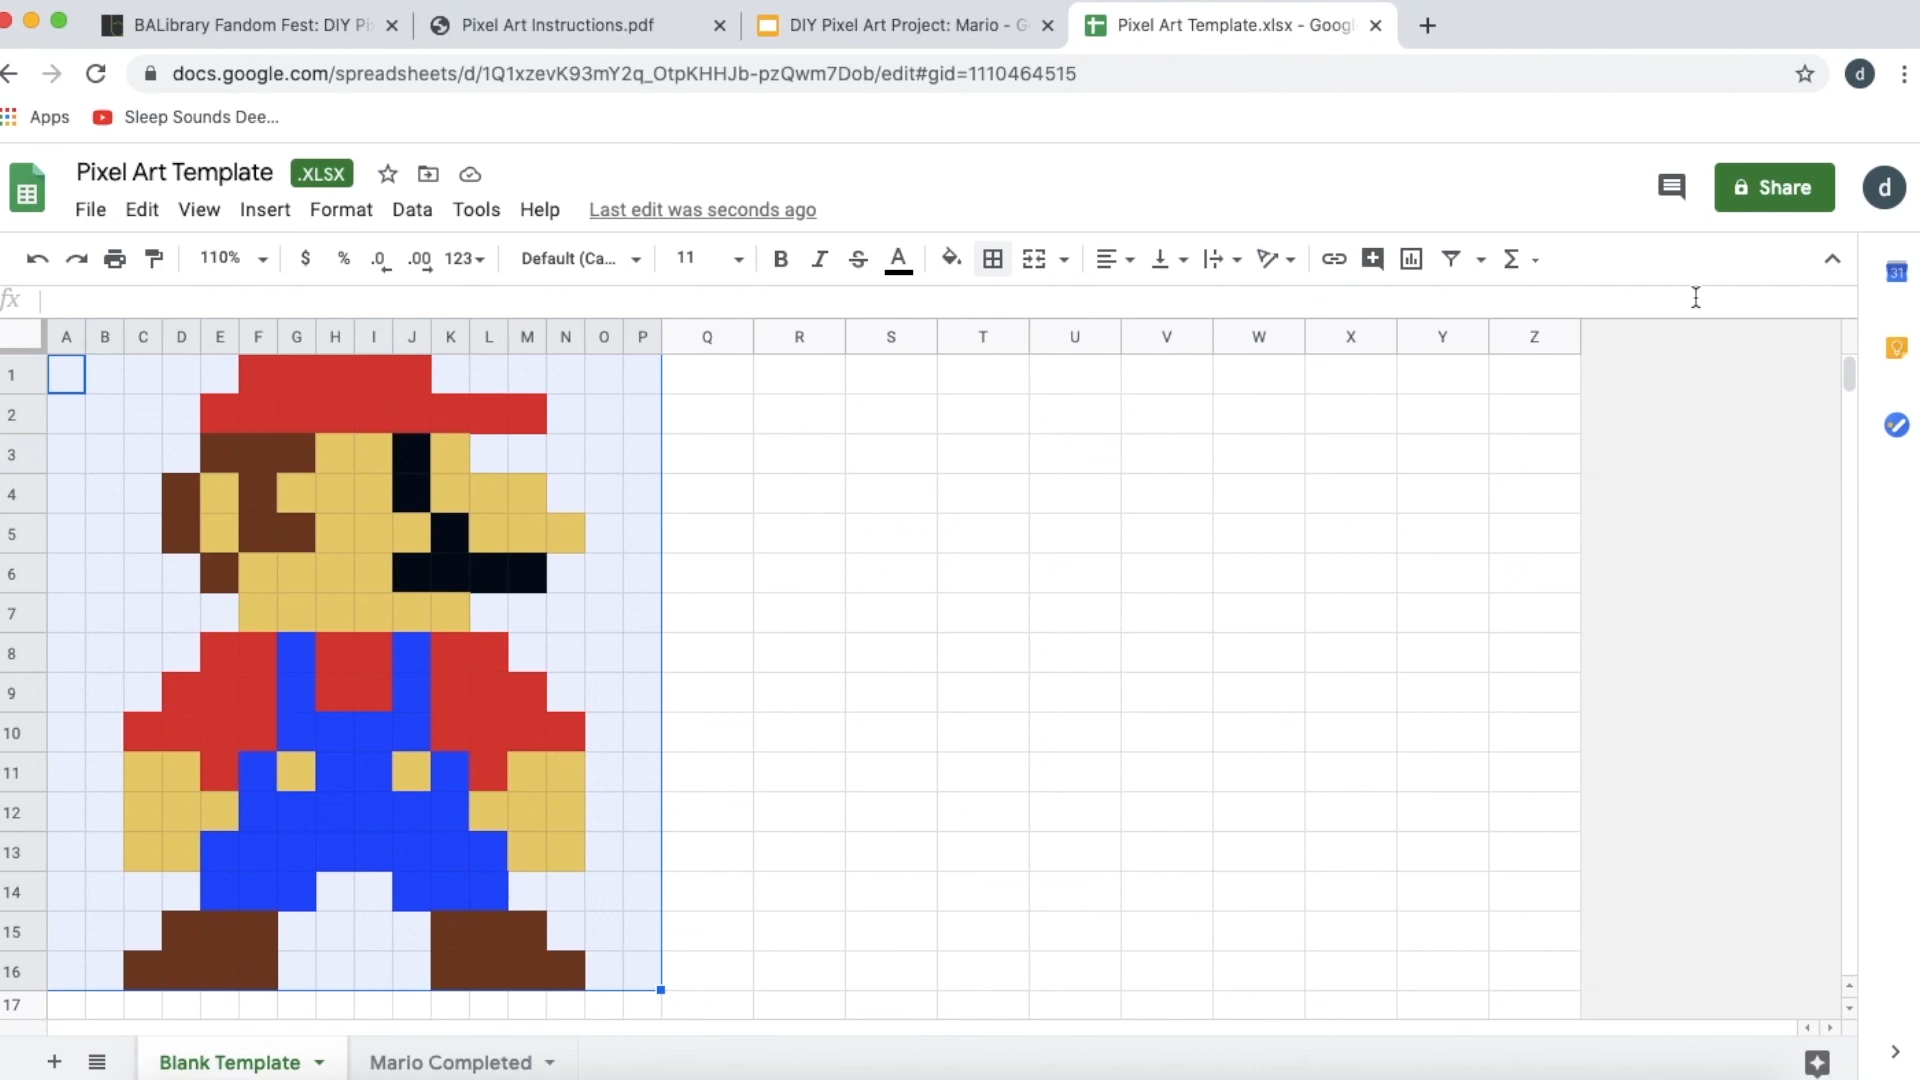 BALibrary Fandom Fest: DIY Pi
Pixel Art Instructions.pdf
DIY Pixel Art Project: Mario - G
Pixel Art Template.xlsx - Googl
docs.google.com/spreadsheets/d/1Q1xzevK93mY2q_OtpKHHJb-pzQwm7Dob/edit#gid=1110464515
d
Apps
Sleep Sounds Dee...
Pixel Art Template
.XLSX
Share
d
File Edit View Insert Format Data Tools Help Last edit was seconds ago
110% $ % .0 .00 123 Default (Ca... 11 B I S A Σ
31
fx
A B C D E F G H I J K L M N O P Q R S T U V W X Y Z
1
2
3
4
5
6
7
8
9
10
11
12
13
14
15
16
17
Blank Template
Mario Completed